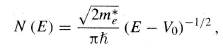 N (E) = \frac{\sqrt{2m_e^*}}{\pi\hbar} (E − V_0)^{−1/2},